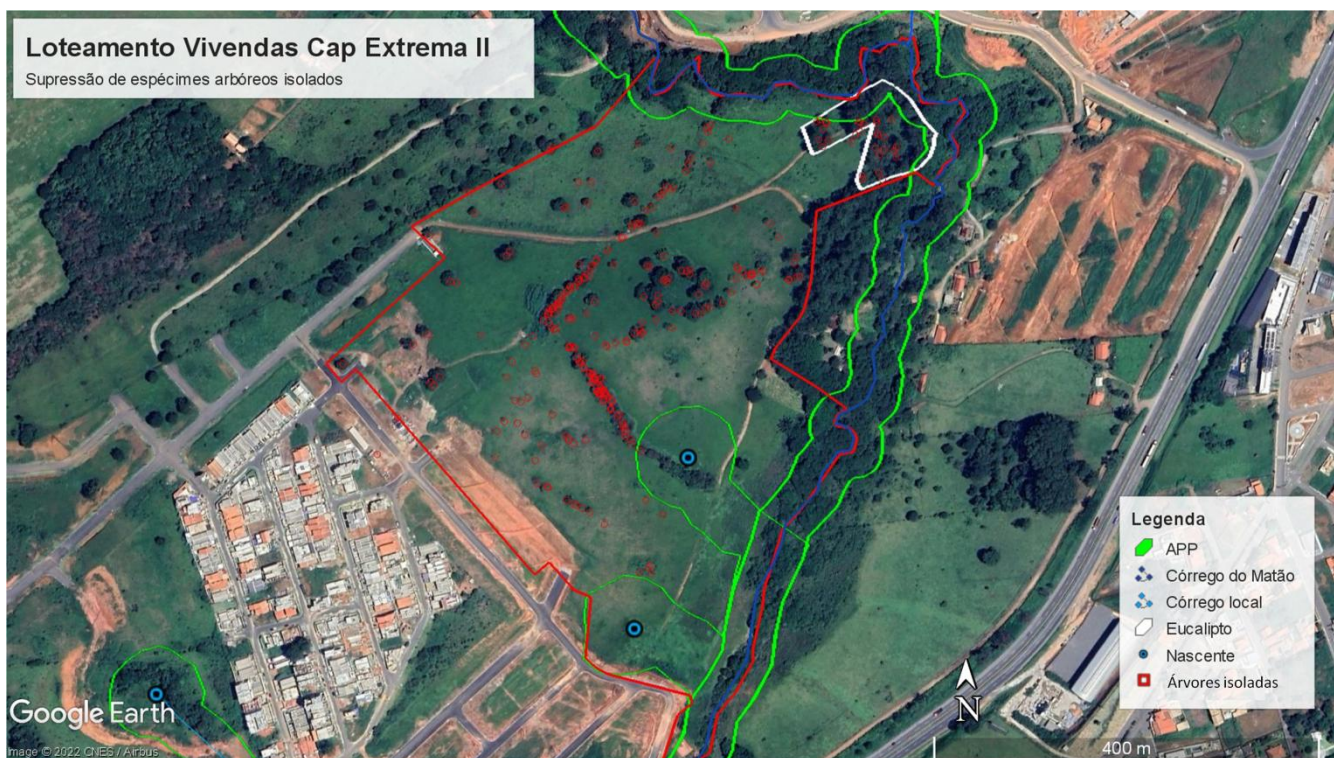 Loteamento Vivendas Cap Extrema II
Supressão de espécimes arbóreos isolados
Legenda
APP
Córrego do Matão
Córrego local
Eucalipto
Nascente
Árvores isoladas
N
400 m
Google Earth
Image © 2022 CNES / Airbus